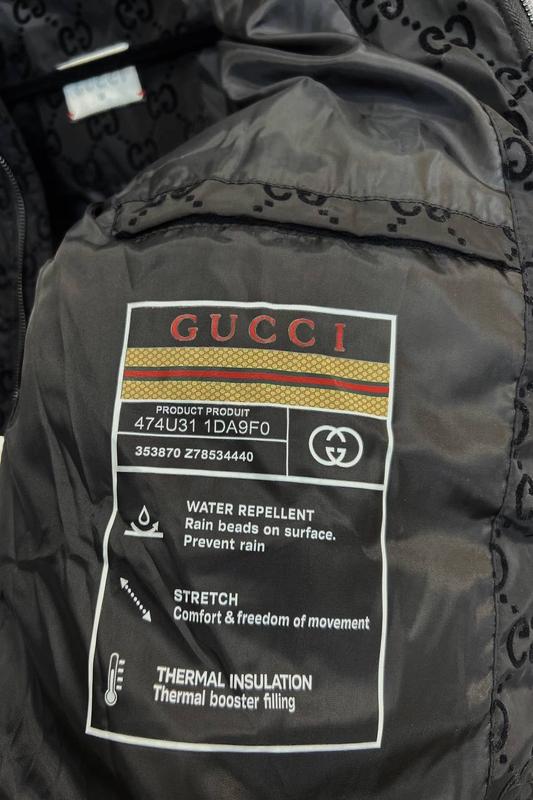 GUCCI
GUCCI
PRODUCT PRODUIT
474U31 1DA9F0
353870 Z78534440
WATER REPELLENT
Rain beads on surface.
Prevent rain
STRETCH
Comfort & freedom of movement
THERMAL INSULATION
Thermal booster filling